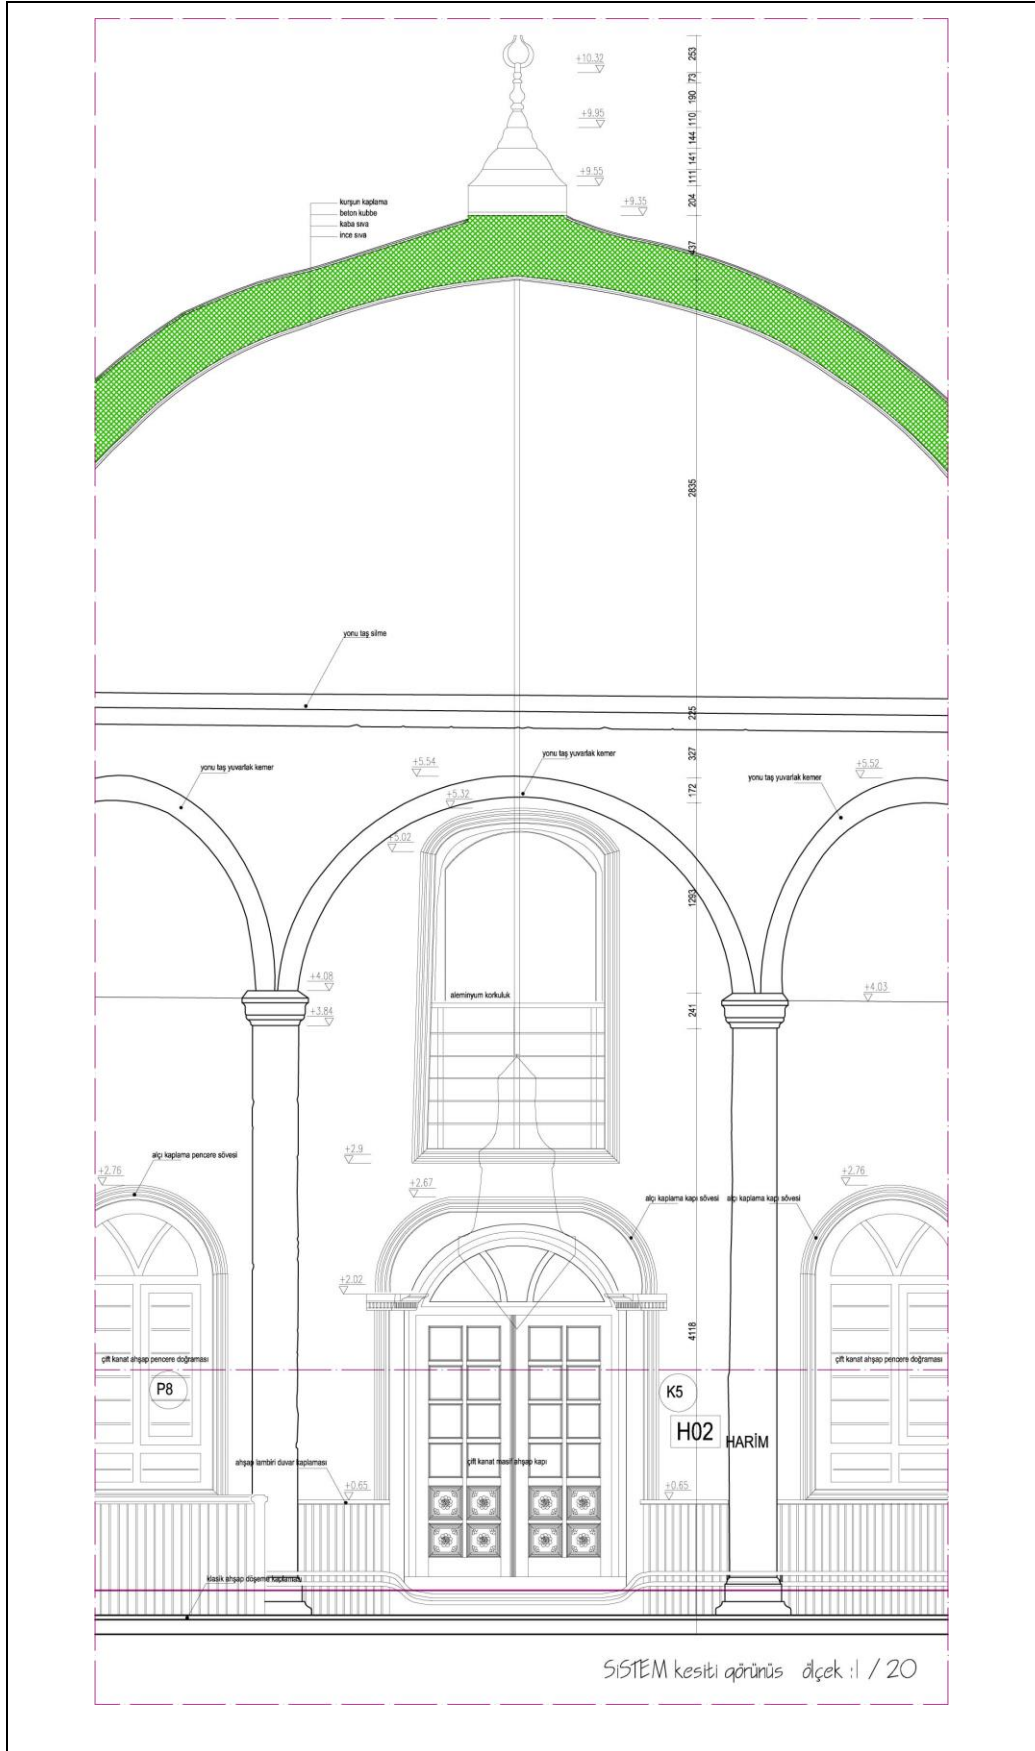 +10.32
253
73
190
+9.95
110
144
141
+9.55
111
+9.35
204
kurşun kaplama
beton kubbe
kaba sıva
ince sıva
437
2835
yonu taş silme
225
327
yonu taş yuvarlak kemer
+5.54
yonu taş yuvarlak kemer
yonu taş yuvarlak kemer
+5.52
+5.32
172
+5.02
1293
+4.08
aleminyum korkuluk
+4.03
+3.84
241
alçı kaplama pencere sövesi
+2.9
+2.76
+2.67
alçı kaplama kapı sövesi
alçı kaplama kapı sövesi
+2.76
+2.02
4118
çift kanat ahşap pencere doğraması
çift kanat ahşap pencere doğraması
P8
K5
H02
HARİM
ahşap lambiri duvar kaplaması
çift kanat masif ahşap kapı
+0.65
+0.65
klasik ahşap döşeme kaplaması
SiSTEM kesiti görünüs ölçek :1 / 20